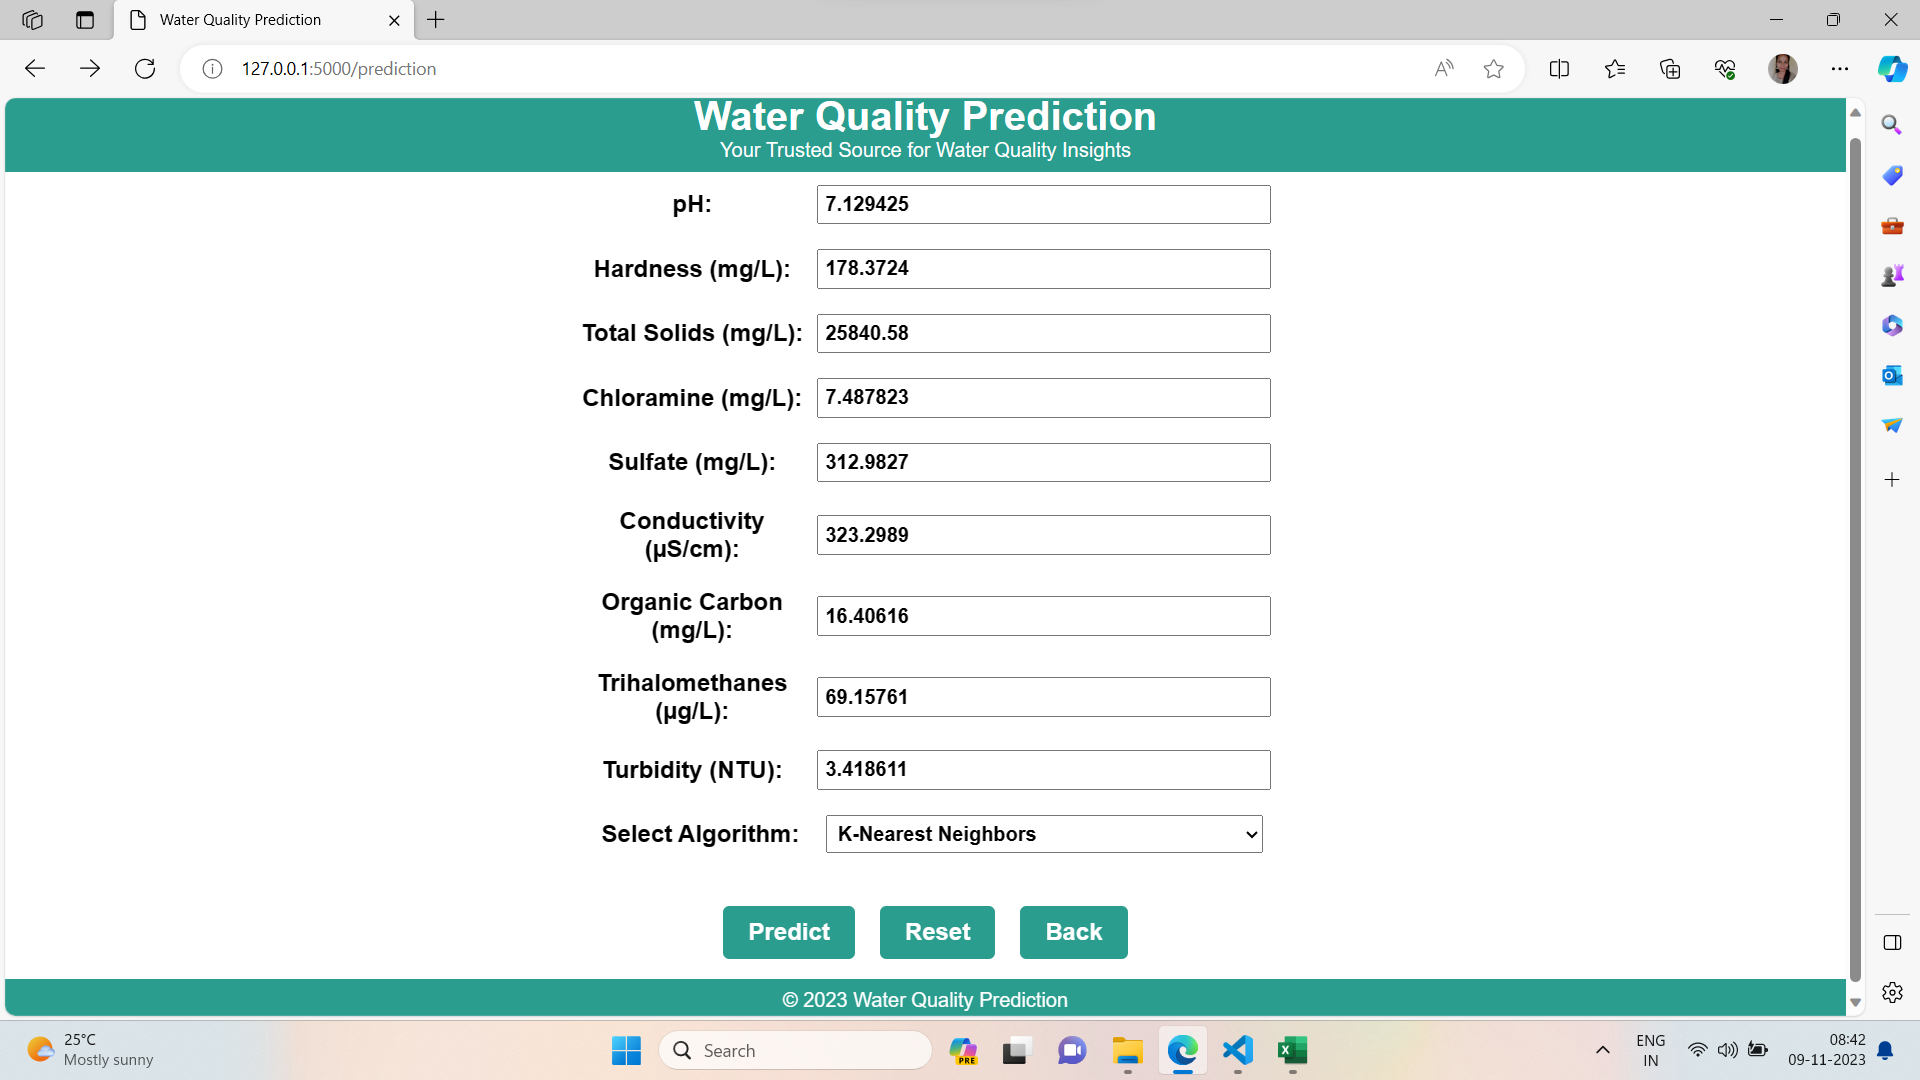 Water Quality Prediction
127.0.0.1:5000/prediction
Water Quality Prediction
Your Trusted Source for Water Quality Insights
pH: 7.129425
Hardness (mg/L): 178.3724
Total Solids (mg/L): 25840.58
Chloramine (mg/L): 7.487823
Sulfate (mg/L): 312.9827
Conductivity
(µS/cm): 323.2989
Organic Carbon
(mg/L): 16.40616
Trihalomethanes
(µg/L): 69.15761
Turbidity (NTU): 3.418611
Select Algorithm: K-Nearest Neighbors
Predict Reset Back
© 2023 Water Quality Prediction
25°C
Mostly sunny
Search
PRE
ENG
IN
08:42
09-11-2023